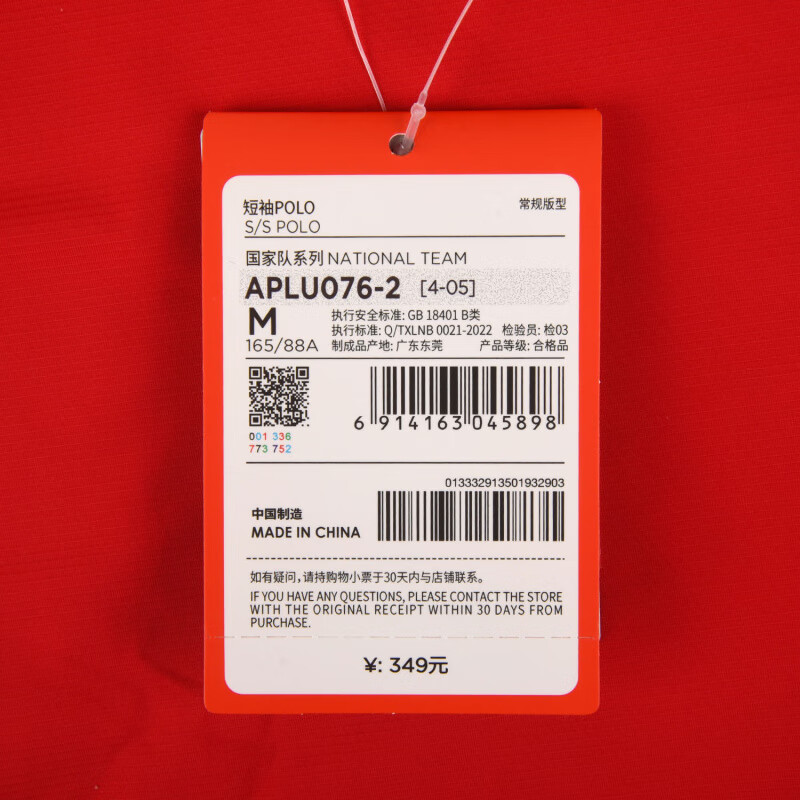 短袖POLO
常规版型
S/S POLO
国家队系列 NATIONAL TEAM
APLU076-2 [4-05]
M
执行安全标准: GB 18401 B类
执行标准: Q/TXLNB 0021-2022 检验员: 检03
165/88A 制成品产地: 广东东莞 产品等级: 合格品
6 914163 045898
001 336
773 752
013332913501932903
中国制造
MADE IN CHINA
如有疑问, 请持购物小票于30天内与店铺联系。
IF YOU HAVE ANY QUESTIONS, PLEASE CONTACT THE STORE
WITH THE ORIGINAL RECEIPT WITHIN 30 DAYS FROM
PURCHASE.
¥: 349元